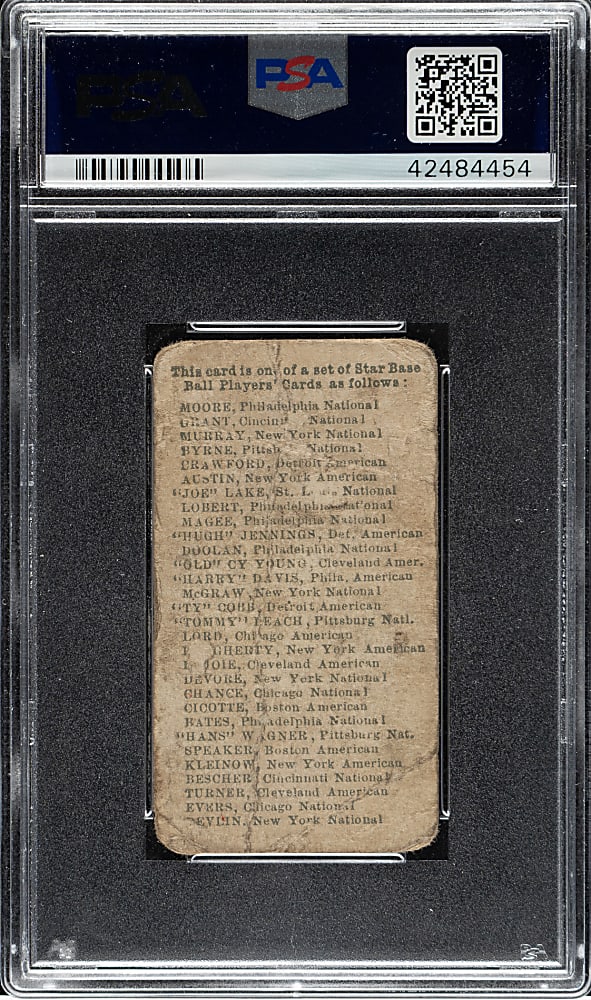 PSA
PSA
42484454
This card is on of a set of Star Base
Ball Players' Cards as follows:
MOORE, Philadelphia National
GRANT, Cincin National
MURRAY, New York National
BYRNE, Pittsb National
CRAWFORD, Detroit American
AUSTIN, New York American
"JOE" LAKE, St. L National
LOBERT, Philadelphia National
MAGEE, Philadelphia National
"HUGH" JENNINGS, Det. American
DOOLAN, Philadelphia National
"OLD" CY YOUNG, Cleveland Amer.
"HARRY" DAVIS, Phila. American
McGRAW, New York National
"TY" COBB, Detroit American
"TOMMY" LEACH, Pittsburg Natl.
LORD, Chicago American
GHERTY, New York American
JOIE, Cleveland American
DEVORE, New York National
CHANCE, Chicago National
CICOTTE, Boston American
BATES, Philadelphia National
"HANS" WAGNER, Pittsburg Nat.
SPEAKER, Boston American
KLEINOW, New York American
BESCHER, Cincinnati National
TURNER, Cleveland American
EVERS, Chicago National
DEVLIN, New York National